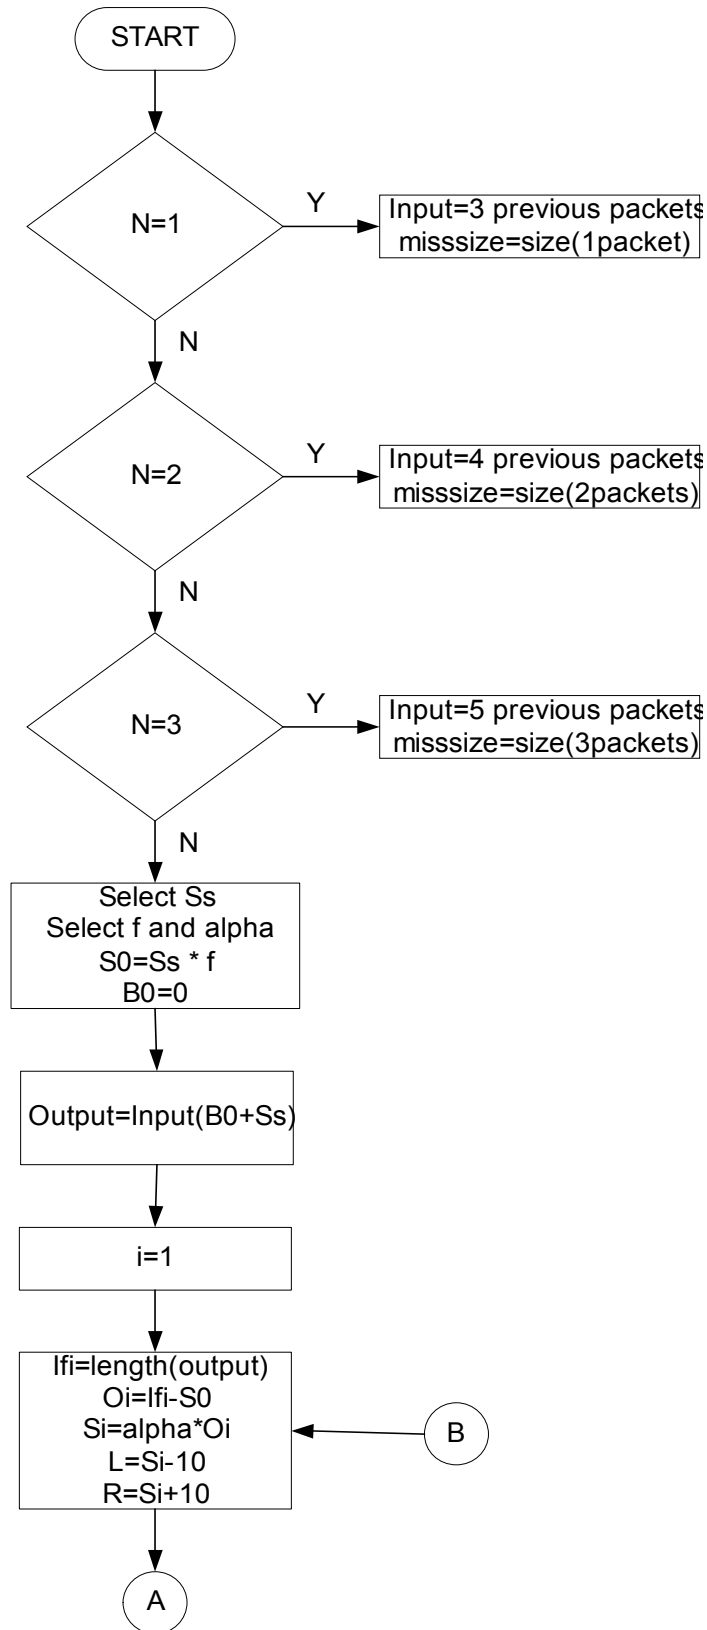 START
N=1
Y
Input=3 previous packets
misssize=size(1packet)
N
N=2
Y
Input=4 previous packets
misssize=size(2packets)
N
N=3
Y
Input=5 previous packets
misssize=size(3packets)
N
Select Ss
Select f and alpha
S0=Ss * f
B0=0
Output=Input(B0+Ss)
i=1
lfi=length(output)
Oi=lfi-S0
Si=alpha*Oi
L=Si-10
R=Si+10
B
A